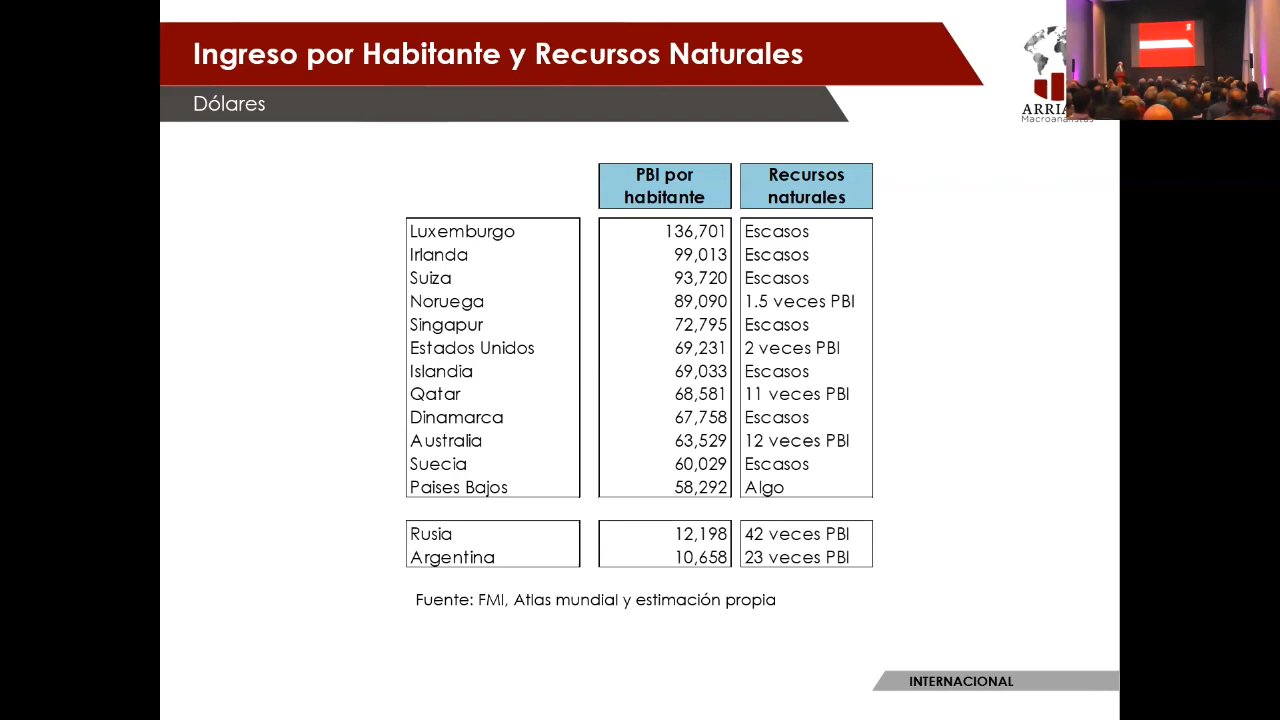 Ingreso por Habitante y Recursos Naturales
Dólares
Macroanalistas
PBI por habitante
Recursos naturales
Luxemburgo 136,701 Escasos
Irlanda 99,013 Escasos
Suiza 93,720 Escasos
Noruega 89,090 1.5 veces PBI
Singapur 72,795 Escasos
Estados Unidos 69,231 2 veces PBI
Islandia 69,033 Escasos
Qatar 68,581 11 veces PBI
Dinamarca 67,758 Escasos
Australia 63,529 12 veces PBI
Suecia 60,029 Escasos
Paises Bajos 58,292 Algo
Rusia 12,198 42 veces PBI
Argentina 10,658 23 veces PBI
Fuente: FMI, Atlas mundial y estimación propia
INTERNACIONAL